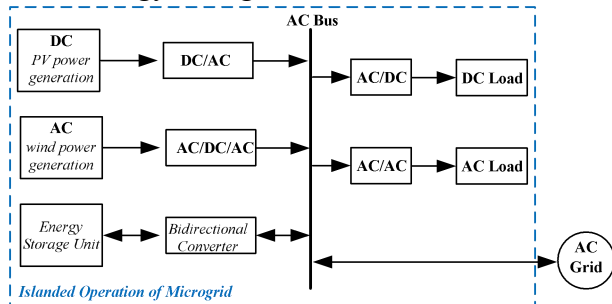 AC Bus
DC
PV power
generation
DC/AC
AC/DC
DC Load
AC
wind power
generation
AC/DC/AC
AC/AC
AC Load
Energy
Storage Unit
Bidirectional
Converter
AC
Grid
Islanded Operation of Microgrid